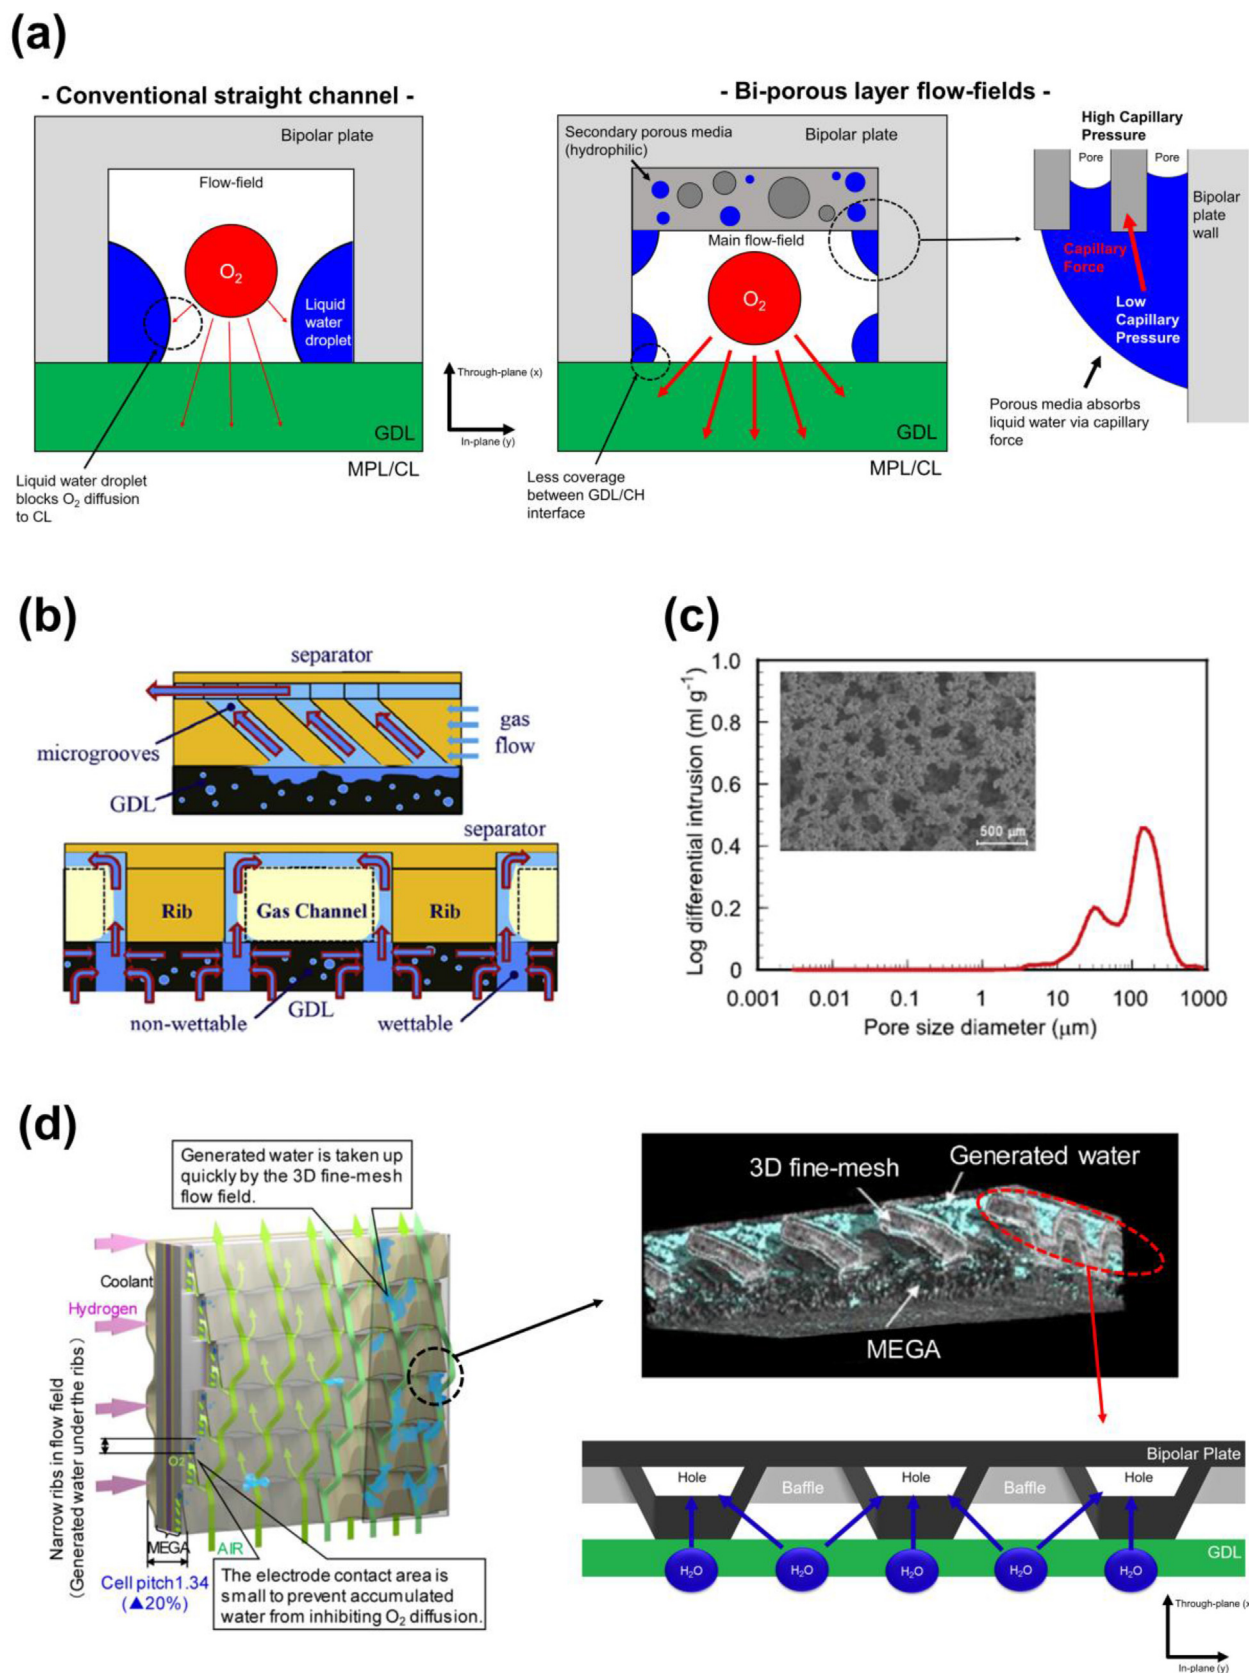 (a)
- Conventional straight channel -
Bipolar plate
Flow-field
O2
Liquid
water
droplet
GDL
MPL/CL
Liquid water droplet
blocks O2 diffusion
to CL
Through-plane (x)
In-plane (y)
- Bi-porous layer flow-fields -
Secondary porous media
(hydrophilic)
Bipolar plate
Main flow-field
O2
GDL
MPL/CL
Less coverage
between GDL/CH
interface
High Capillary
Pressure
Pore
Pore
Bipolar
plate
wall
Capillary
Force
Low
Capillary
Pressure
Porous media absorbs
liquid water via capillary
force
(b)
separator
microgrooves
gas
flow
GDL
separator
Rib
Gas Channel
Rib
non-wettable
GDL
wettable
(c)
Log differential intrusion (ml g-1)
1.0
0.8
0.6
0.4
0.2
0
500 μm
0.001
0.01
0.1
1
10
100
1000
Pore size diameter (μm)
(d)
Generated water is taken up
quickly by the 3D fine-mesh
flow field.
Coolant
Hydrogen
Narrow ribs in flow field
(Generated water under the ribs)
O2
MEGA
AIR
Cell pitch1.34
(▲20%)
The electrode contact area is
small to prevent accumulated
water from inhibiting O2 diffusion.
3D fine-mesh
Generated water
MEGA
Bipolar Plate
Hole
Baffle
Hole
Baffle
Hole
GDL
H2O
H2O
H2O
H2O
H2O
Through-plane (x
In-plane (y)